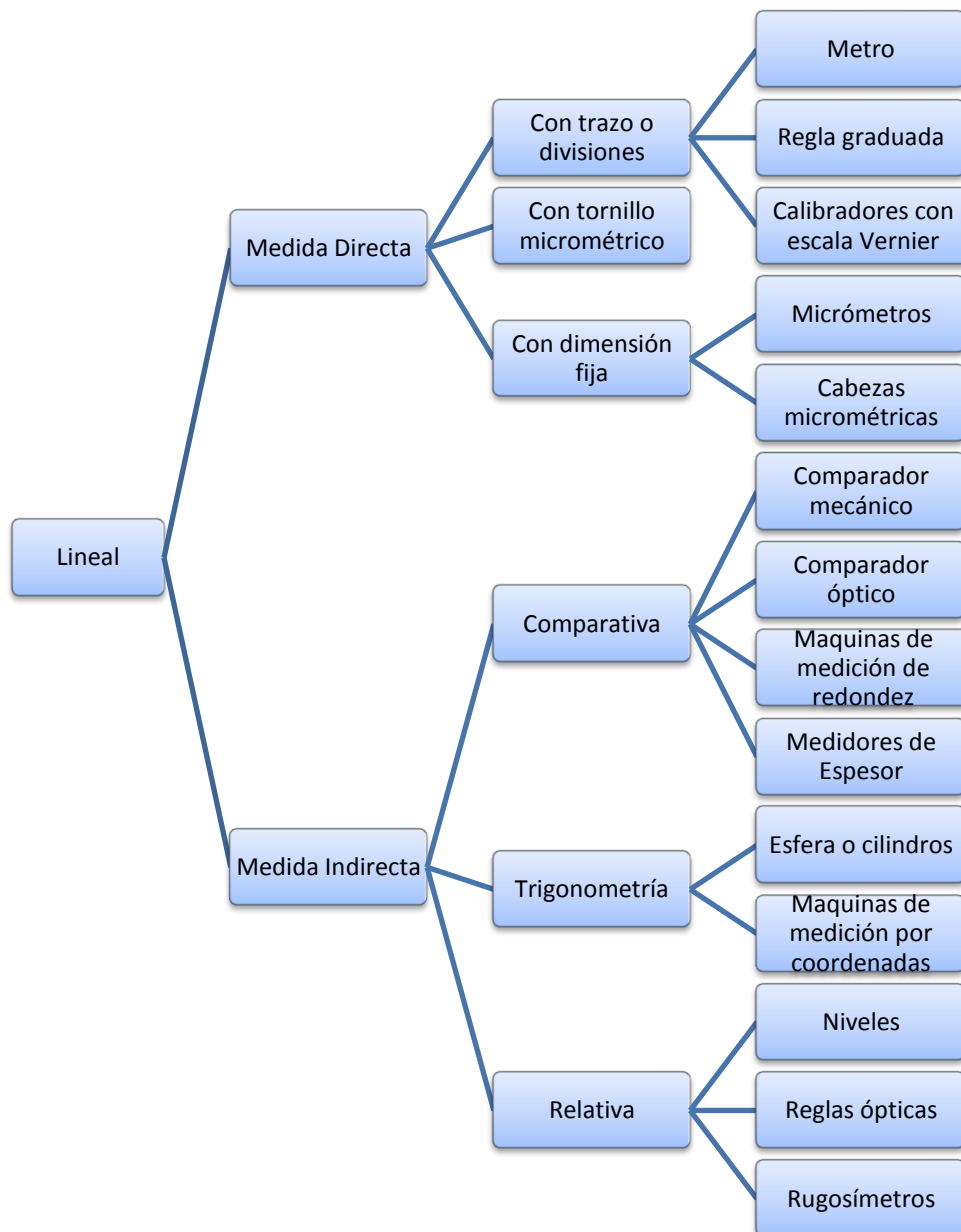 Lineal
Medida Directa
Con trazo o
divisiones
Metro
Regla graduada
Calibradores con
escala Vernier
Con tornillo
micrométrico
Con dimensión
fija
Micrómetros
Cabezas
micrométricas
Medida Indirecta
Comparativa
Comparador
mecánico
Comparador
óptico
Maquinas de
medición de
redondez
Medidores de
Espesor
Trigonometría
Esfera o cilindros
Maquinas de
medición por
coordenadas
Relativa
Niveles
Reglas ópticas
Rugosímetros